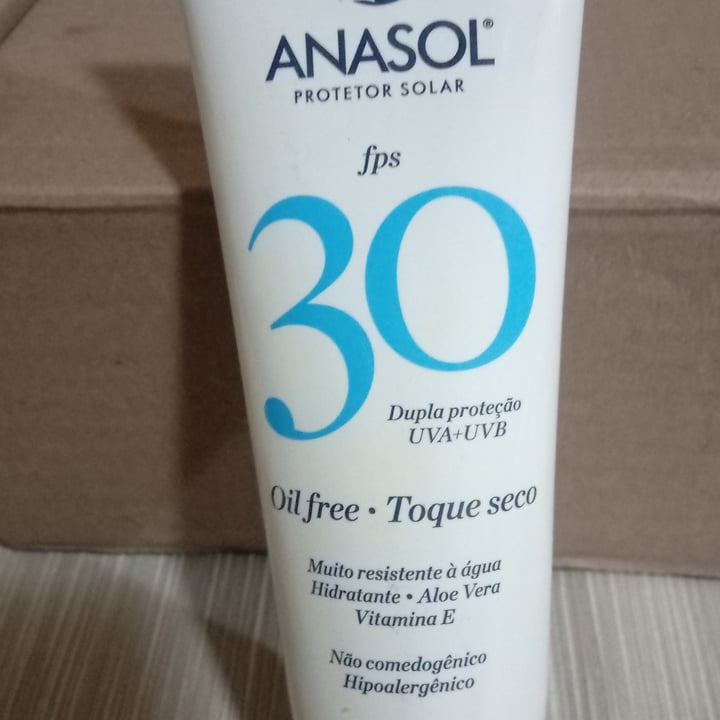 ANASOL®
PROTETOR SOLAR
fps
30
Dupla proteção
UVA+UVB
Oil free • Toque seco
Muito resistente à água
Hidratante • Aloe Vera
Vitamina E
Não comedogênico
Hipoalergênico